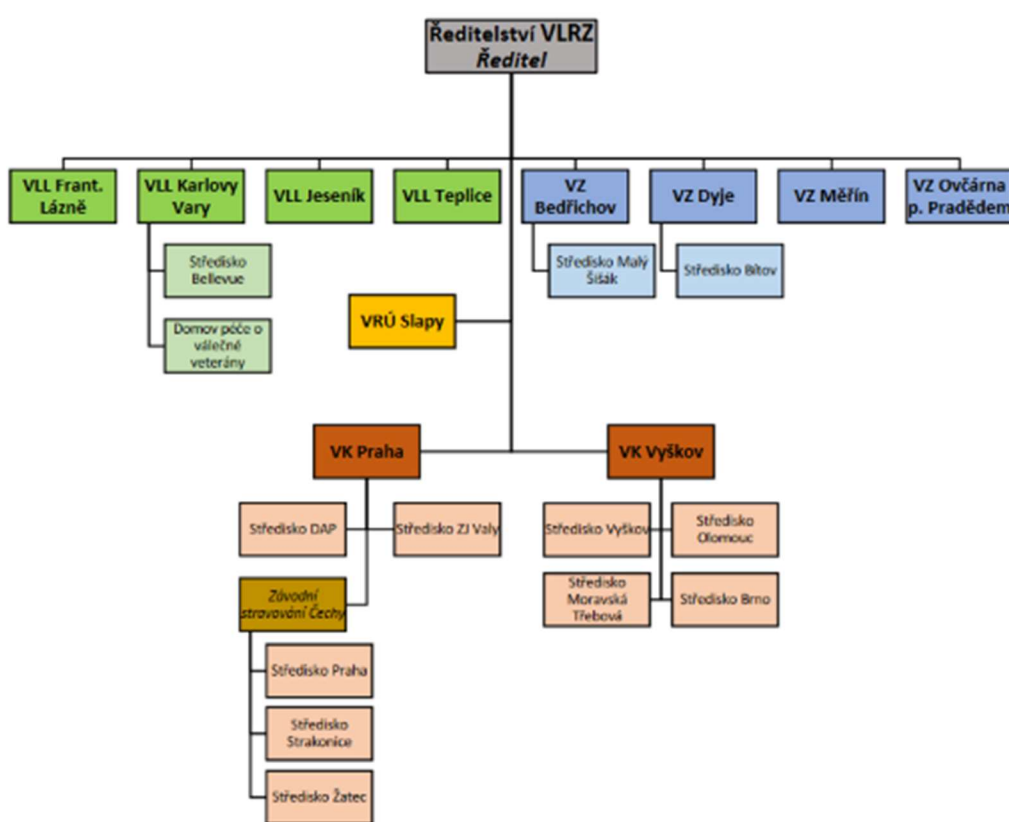 Ředitelství VLRZ
Ředitel
VLL Frant.
Lázně
VLL Karlovy
Vary
VLL Jeseník
VLL Teplice
VZ
Bedřichov
VZ Dyje
VZ Měřín
VZ Ovčárna
p. Pradědem
Středisko
Bellevue
Středisko Malý
Šišák
Středisko Bítov
Domov péče o
válečné
veterány
VRÚ Slapy
VK Praha
VK Vyškov
Středisko DAP
Středisko ZJ Valy
Středisko Vyškov
Středisko
Olomouc
Závodní
stravování Čechy
Středisko
Moravská
Třebová
Středisko Brno
Středisko Praha
Středisko
Strakonice
Středisko Žatec